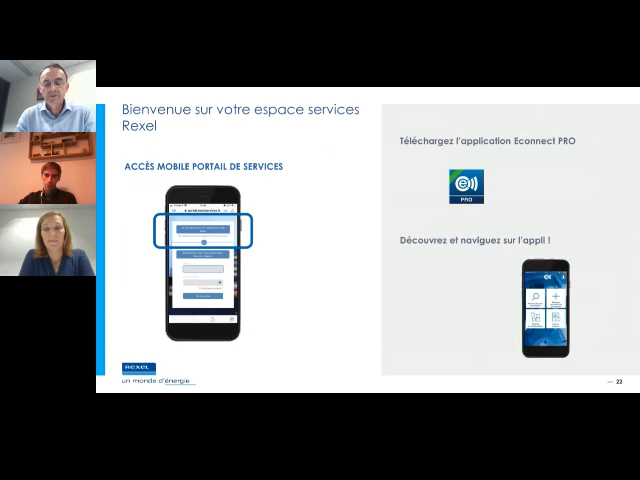 Bienvenue sur votre espace services
Rexel
ACCÈS MOBILE PORTAIL DE SERVICES
Téléchargez l'application Econnect PRO
PRO
Découvrez et naviguez sur l'appli !
REXEL
un monde d'énergie
22